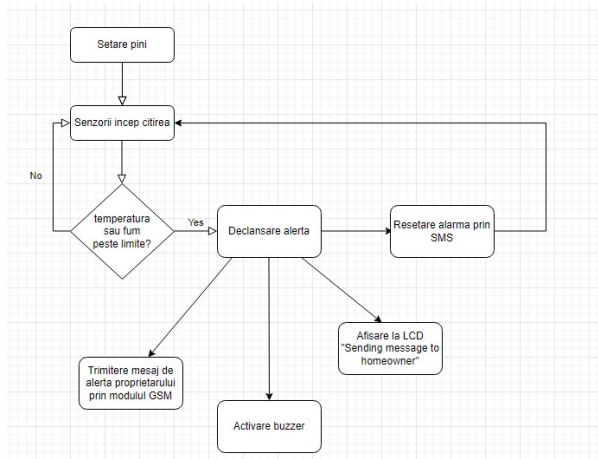 Setare pini
Senzorii incep citirea
No
temperatura
sau fum
peste limite?
Yes
Declansare alerta
Resetare alarma prin
SMS
Trimitere mesaj de
alerta proprietarului
prin modulul GSM
Activare buzzer
Afisare la LCD
"Sending message to
homeowner"